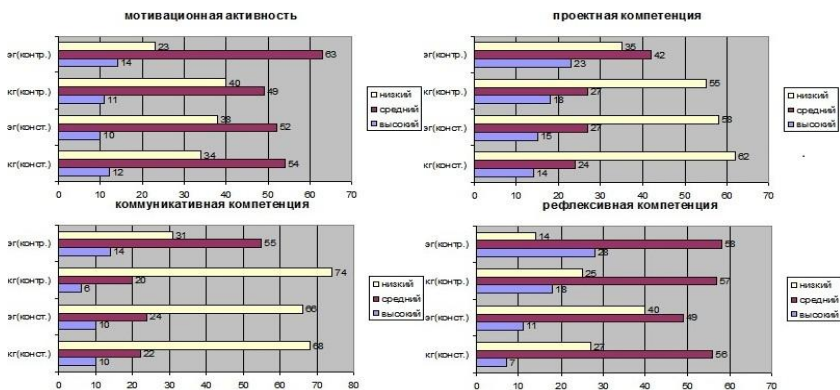 мотивационная активность
эг(контр.)
23
63
14
кг(контр.)
40
49
11
эг(конст.)
38
52
10
кг(конст.)
34
54
12
0 10 20 30 40 50 60 70
низкий
средний
высокий
проектная компетенция
эг(контр.)
35
42
23
кг(контр.)
55
27
18
эг(конст.)
58
27
15
кг(конст.)
62
24
14
0 10 20 30 40 50 60 70
низкий
средний
высокий
коммуникативная компетенция
эг(контр.)
31
55
14
кг(контр.)
74
20
6
эг(конст.)
66
24
10
кг(конст.)
68
22
10
0 10 20 30 40 50 60 70 80
низкий
средний
высокий
рефлексивная компетенция
эг(контр.)
14
58
28
кг(контр.)
25
57
18
эг(конст.)
40
49
11
кг(конст.)
27
56
7
0 10 20 30 40 50 60 70
низкий
средний
высокий